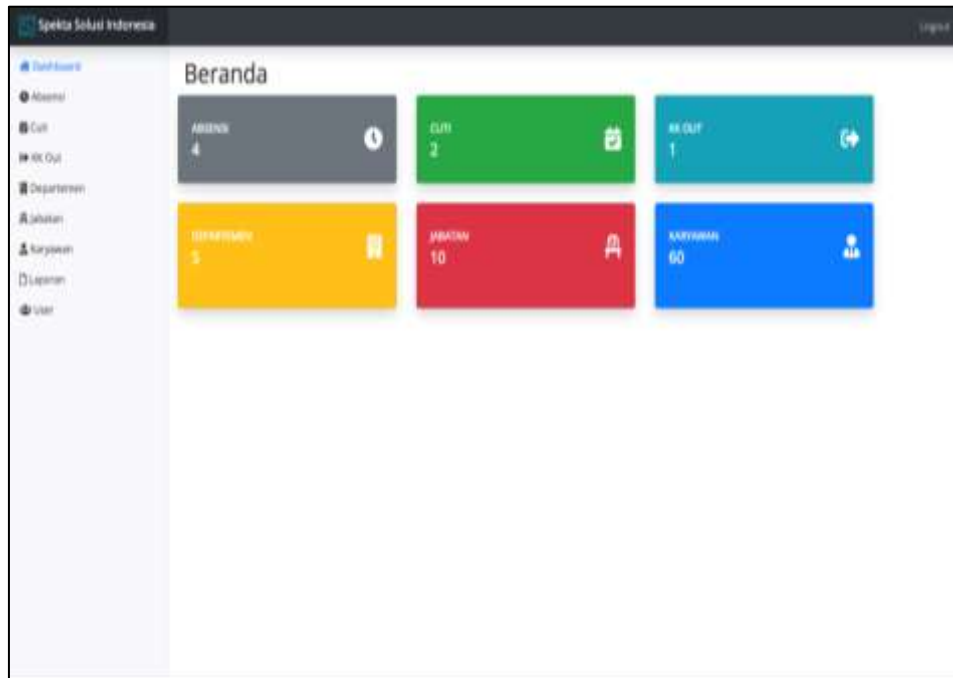 Spekta Solusi Indonesia
Logout
Dashboard
Absensi
Cuti
KK Out
Departemen
Jabatan
Karyawan
Laporan
User
Beranda
ABSENSI
4
CUTI
2
KK OUT
1
DEPARTEMEN
5
JABATAN
10
KARYAWAN
60